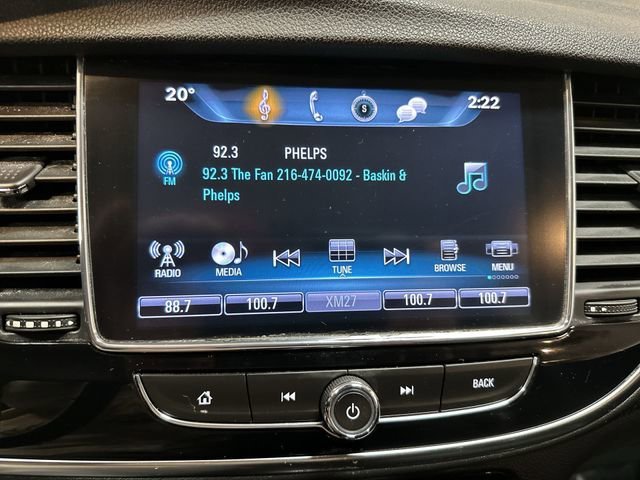 20° S 2:22
92.3 PHELPS
FM
92.3 The Fan 216-474-0092 - Baskin &
Phelps
RADIO MEDIA TUNE BROWSE MENU
88.7 100.7 XM27 100.7 100.7
BACK